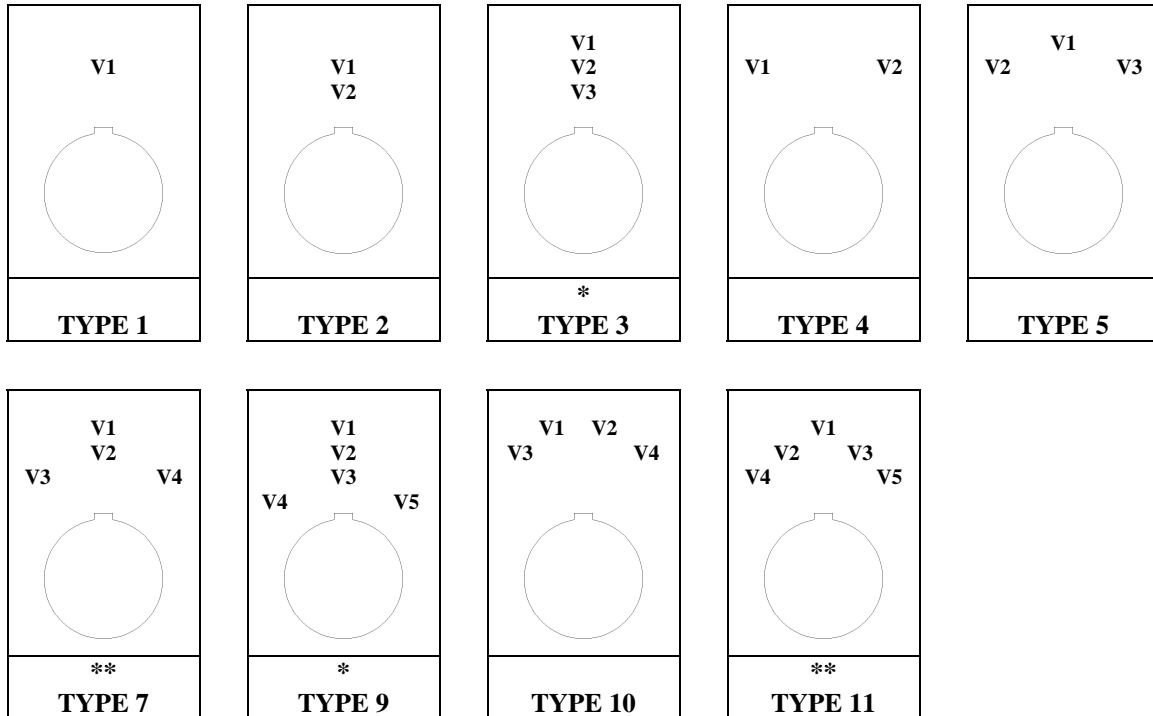 V1
TYPE 1
V1
V2
TYPE 2
V1
V2
V3
*
TYPE 3
V1 V2
TYPE 4
V1
V2 V3
TYPE 5
V1
V2
V3 V4
**
TYPE 7
V1
V2
V3
V4 V5
*
TYPE 9
V1 V2
V3 V4
TYPE 10
V1
V2 V3
V4 V5
**
TYPE 11